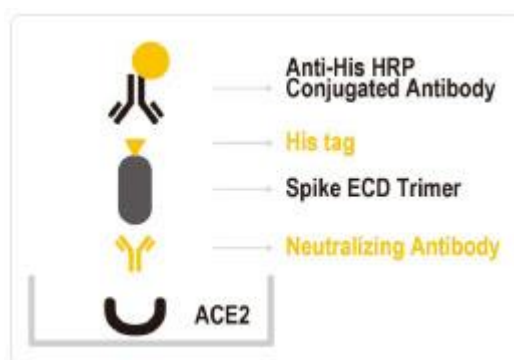 Anti-His HRP
Conjugated Antibody
His tag
Spike ECD Trimer
Neutralizing Antibody
ACE2